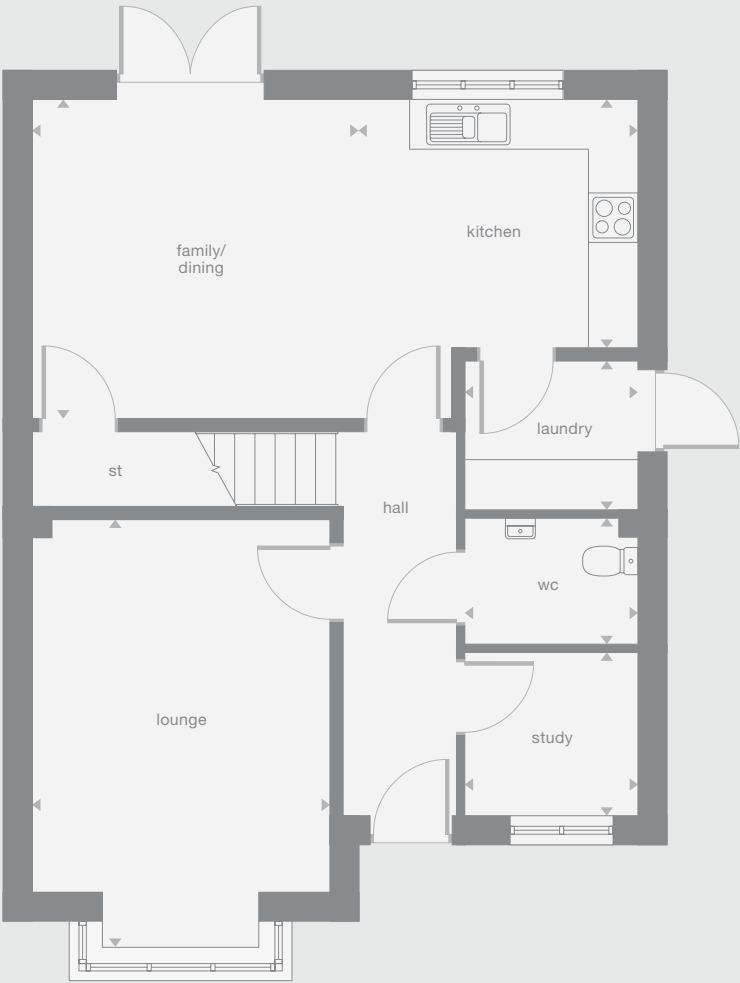 kitchen
family/
dining
laundry
st
hall
wc
lounge
study